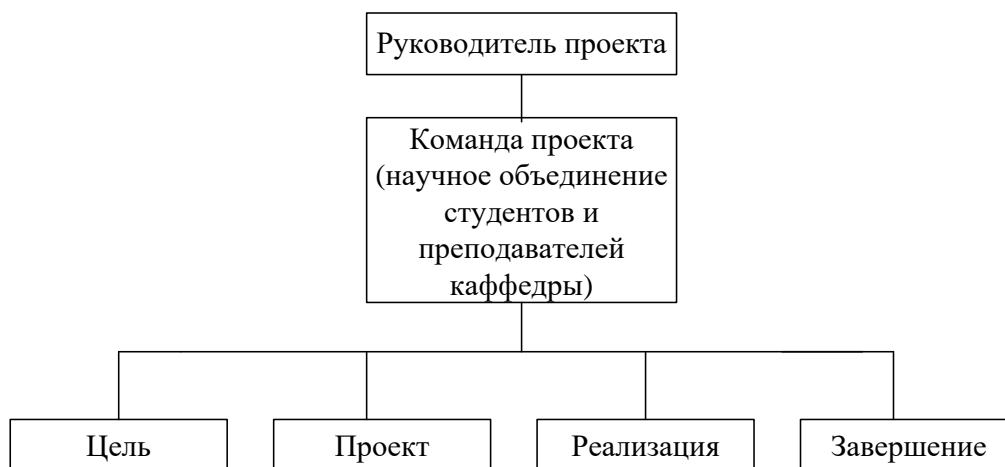 Руководитель проекта
Команда проекта
(научное объединение
студентов и
преподавателей
каффедры)
Цель
Проект
Реализация
Завершение